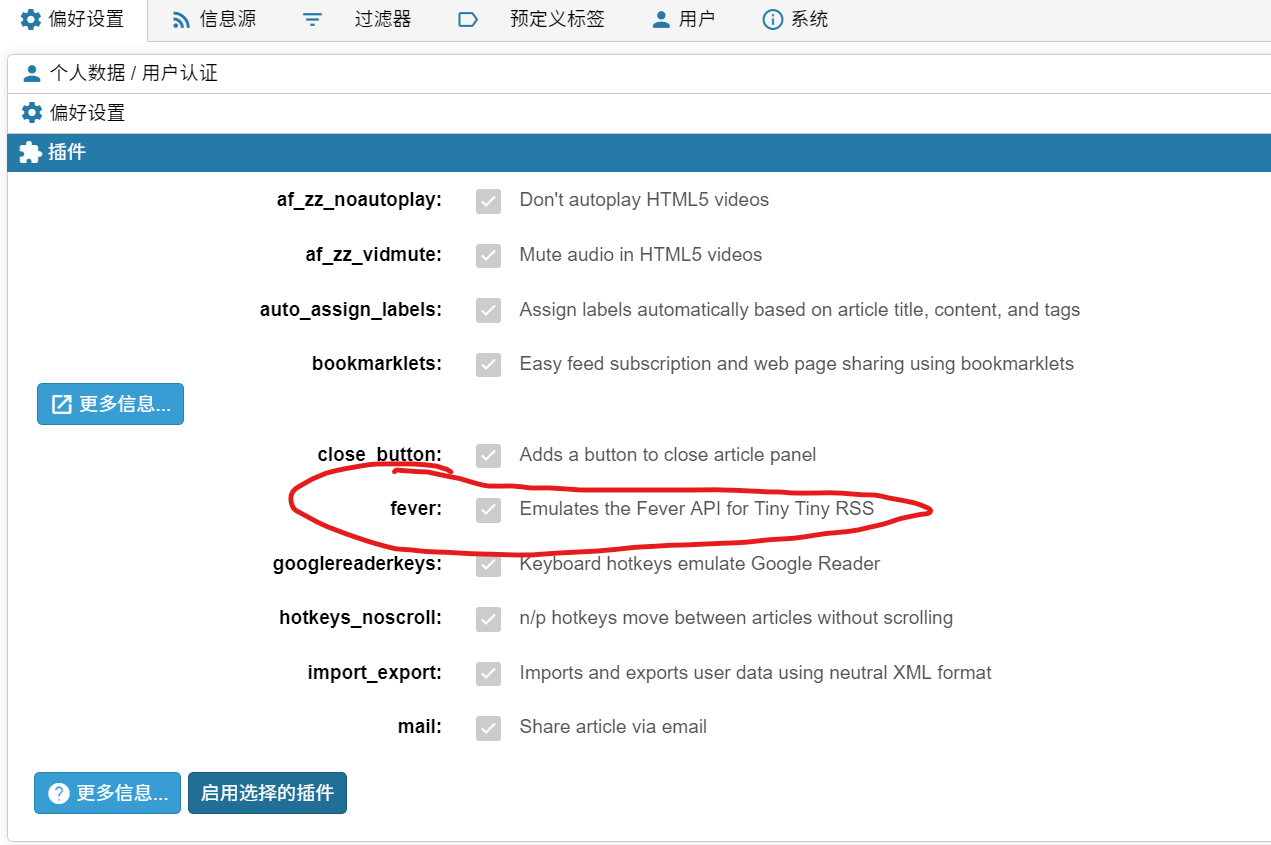 偏好设置 信息源 过滤器 预定义标签 用户 系统
个人数据 / 用户认证
偏好设置
插件
af_zz_noautoplay: Don't autoplay HTML5 videos
af_zz_vidmute: Mute audio in HTML5 videos
auto_assign_labels: Assign labels automatically based on article title, content, and tags
bookmarklets: Easy feed subscription and web page sharing using bookmarklets
更多信息...
close_button: Adds a button to close article panel
fever: Emulates the Fever API for Tiny Tiny RSS
googlereaderkeys: Keyboard hotkeys emulate Google Reader
hotkeys_noscroll: n/p hotkeys move between articles without scrolling
import_export: Imports and exports user data using neutral XML format
mail: Share article via email
更多信息... 启用选择的插件